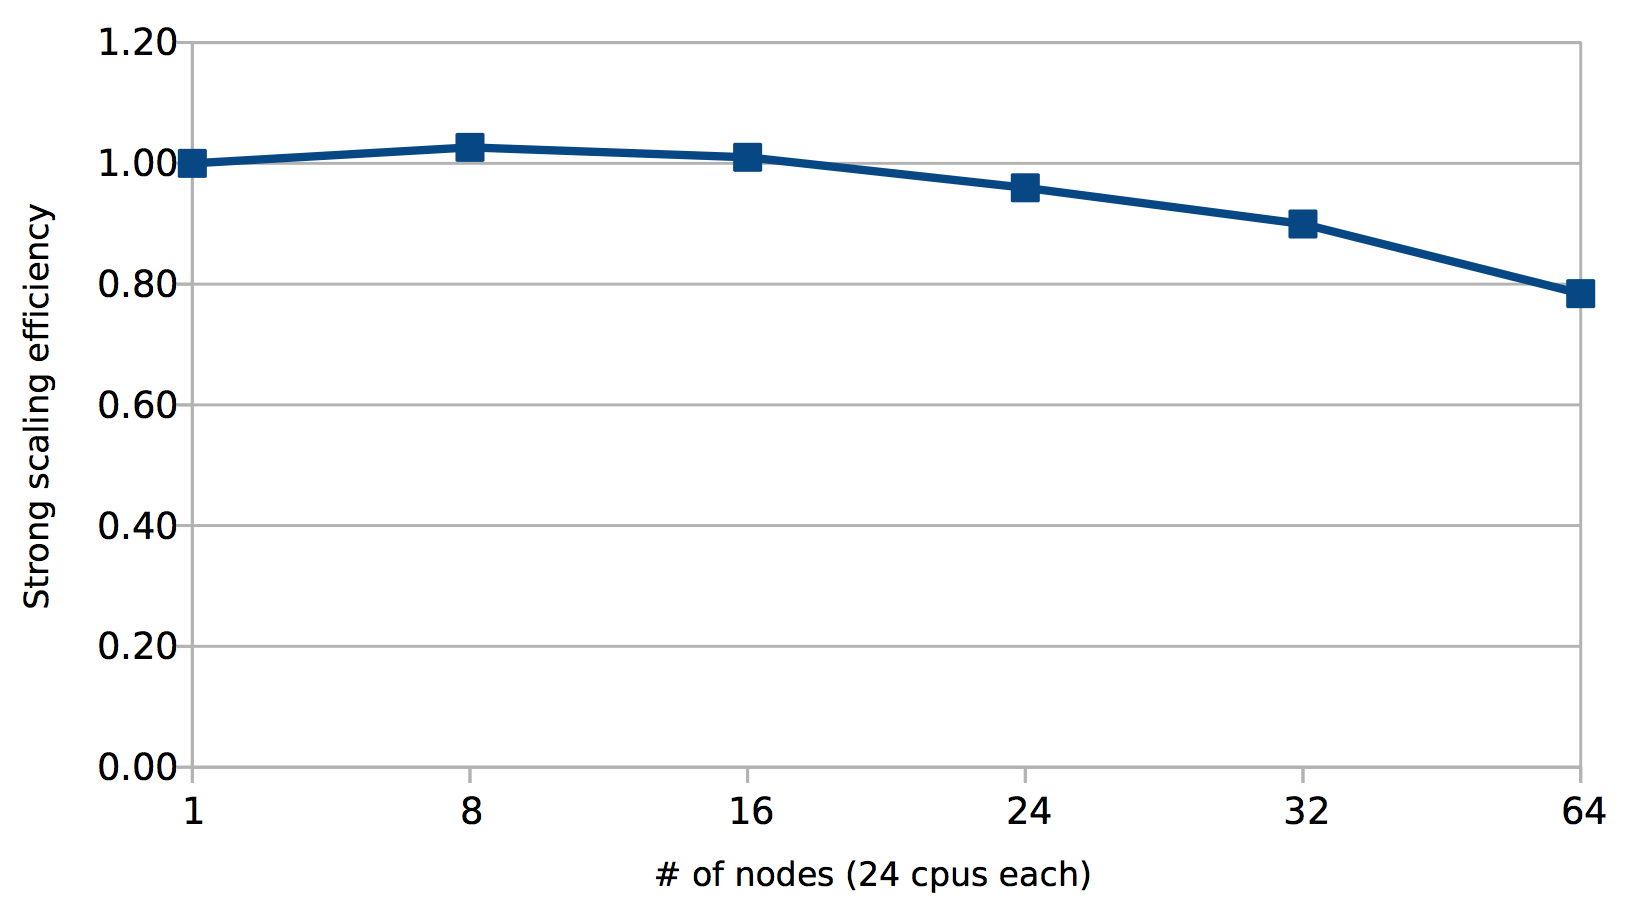 1.20
1.00
0.80
0.60
0.40
0.20
0.00
Strong scaling efficiency
1 8 16 24 32 64
# of nodes (24 cpus each)